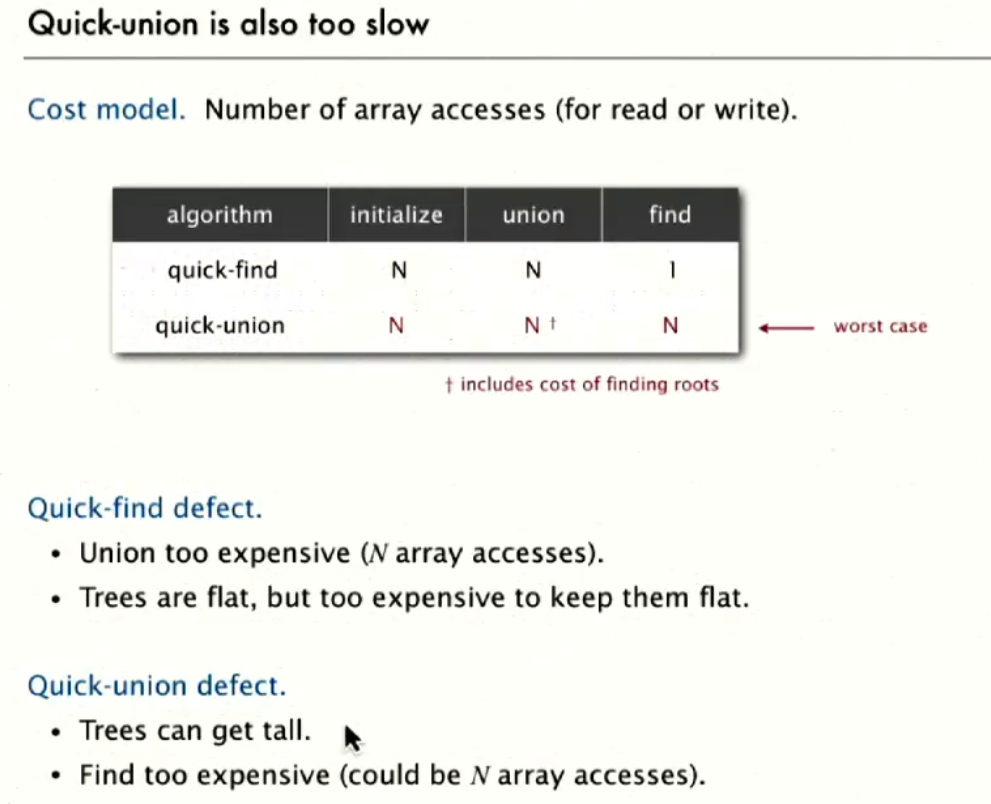 Quick-union is also too slow
Cost model. Number of array accesses (for read or write).
algorithm initialize union find
quick-find N N 1
quick-union N N † N worst case
† includes cost of finding roots
Quick-find defect.
• Union too expensive (N array accesses).
• Trees are flat, but too expensive to keep them flat.
Quick-union defect.
• Trees can get tall.
• Find too expensive (could be N array accesses).